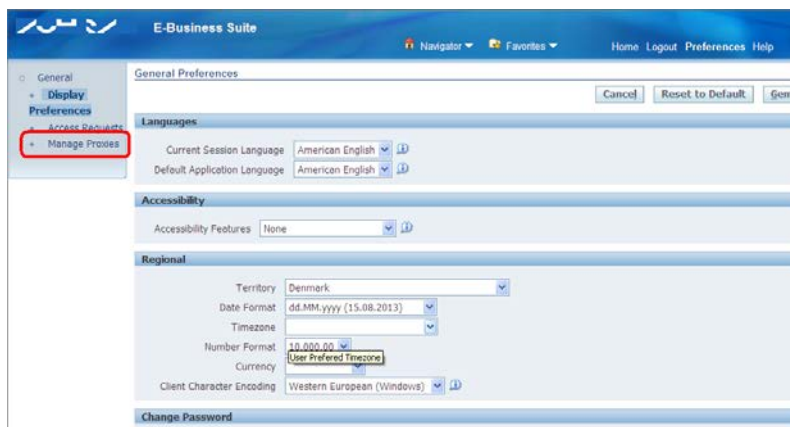 E-Business Suite
Navigator Favorites Home Logout Preferences Help
General
Display
Preferences
Access Requests
Manage Proxies
General Preferences
Cancel Reset to Default
Languages
Current Session Language American English
Default Application Language American English
Accessibility
Accessibility Features None
Regional
Territory Denmark
Date Format dd.MM.yyyy (15.08.2013)
Timezone
Number Format 10.000,00
User Prefered Timezone
Currency
Client Character Encoding Western European (Windows)
Change Password